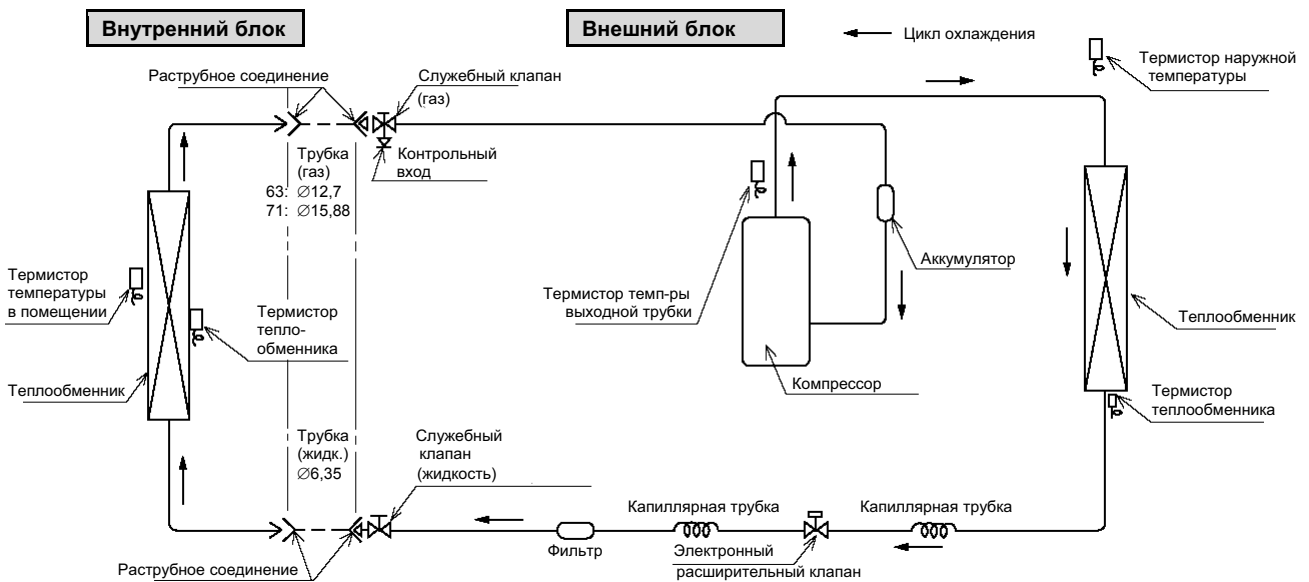 Внутренний блок
Внешний блок
Цикл охлаждения
Термистор наружной
температуры
Раструбное соединение
Служебный клапан
(газ)
Трубка
(газ)
63: ∅12,7
71: ∅15,88
Контрольный
вход
Аккумулятор
Термистор
температуры
в помещении
Термистор
тепло-
обменника
Термистор темп-ры
выходной трубки
Теплообменник
Теплообменник
Компрессор
Термистор
теплообменника
Трубка
(жидк.)
∅6,35
Служебный
клапан
(жидкость)
Капиллярная трубка
Капиллярная трубка
Фильтр
Электронный
расширительный клапан
Раструбное соединение